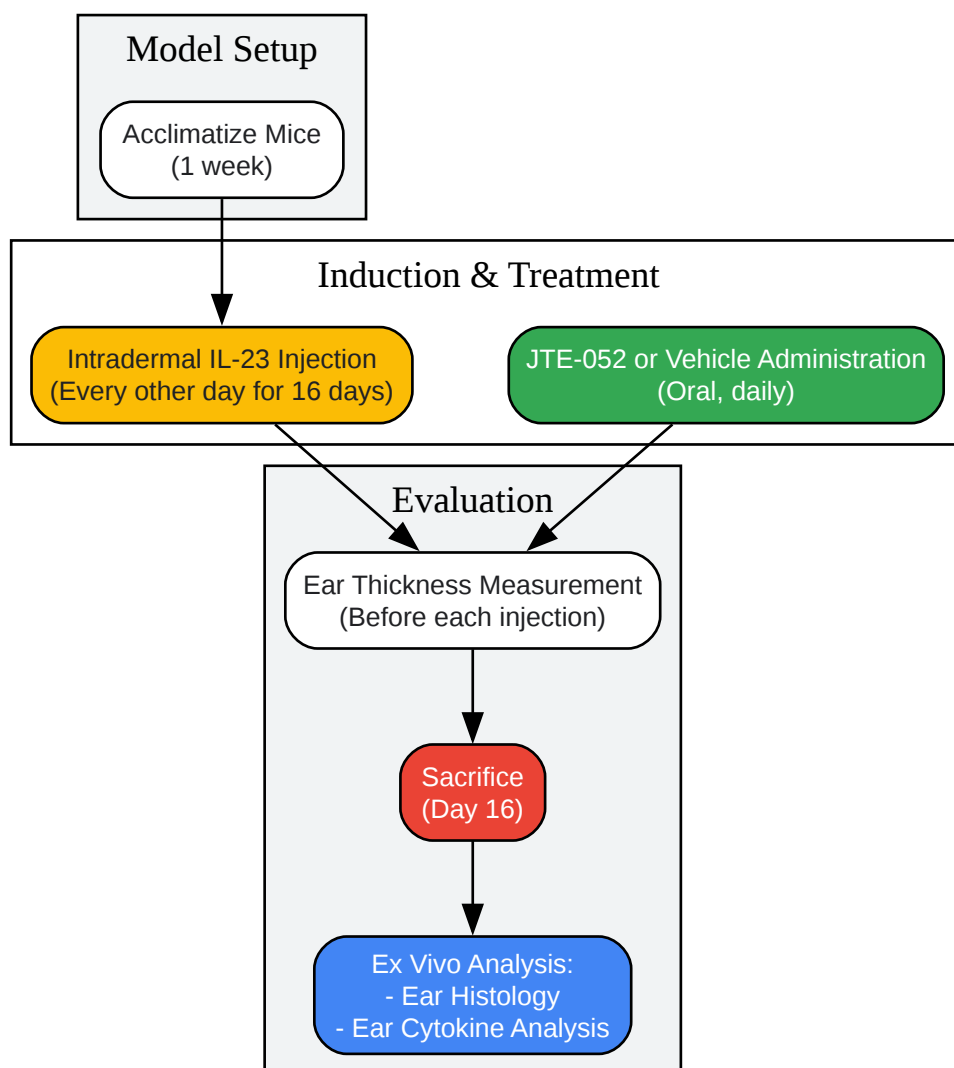 Model Setup
Acclimatize Mice
(1 week)
Induction & Treatment
Intradermal IL-23 Injection
(Every other day for 16 days)
JTE-052 or Vehicle Administration
(Oral, daily)
Evaluation
Ear Thickness Measurement
(Before each injection)
Sacrifice
(Day 16)
Ex Vivo Analysis:
- Ear Histology
- Ear Cytokine Analysis